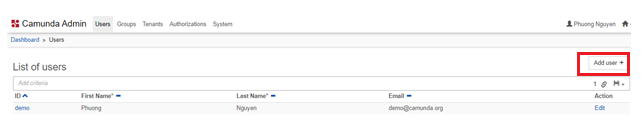 Camunda Admin Users Groups Tenants Authorizations System Phuong Nguyen
Dashboard » Users
List of users Add user +
Add criteria 1
ID First Name* Last Name* Email Action
demo Phuong Nguyen demo@camunda.org Edit